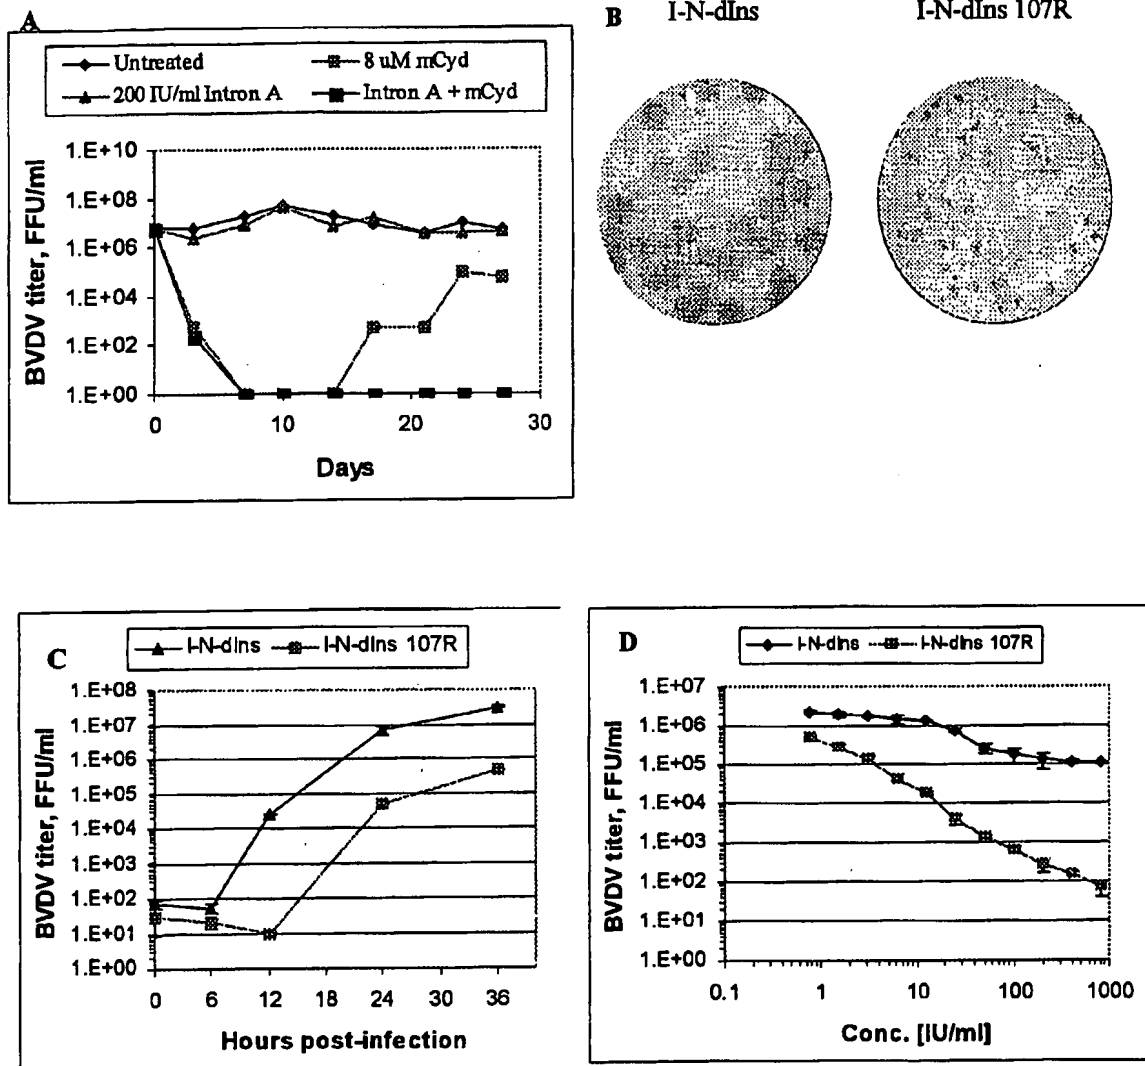 A
Untreated
8 uM mCyd
200 IU/ml Intron A
Intron A + mCyd
BVDV titer, FFU/ml
1.E+10
1.E+08
1.E+06
1.E+04
1.E+02
1.E+00
0 10 20 30
Days
B
I-N-dIns
I-N-dIns 107R
C
I-N-dIns
I-N-dIns 107R
BVDV titer, FFU/ml
1.E+08
1.E+07
1.E+06
1.E+05
1.E+04
1.E+03
1.E+02
1.E+01
1.E+00
0 6 12 18 24 30 36
Hours post-infection
D
I-N-dIns
I-N-dIns 107R
BVDV titer, FFU/ml
1.E+07
1.E+06
1.E+05
1.E+04
1.E+03
1.E+02
1.E+01
1.E+00
0.1 1 10 100 1000
Conc. [IU/ml]